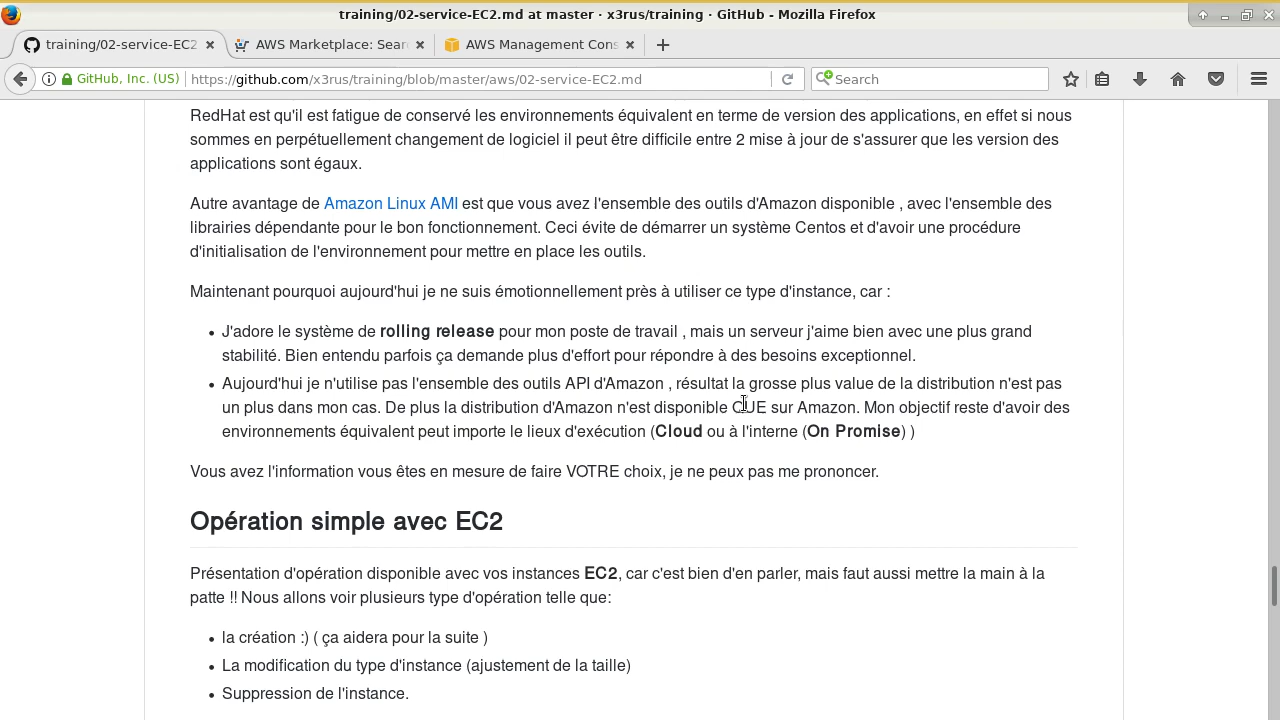 training/02-service-EC2.md at master · x3rus/training · GitHub - Mozilla Firefox
training/02-service-EC2
AWS Marketplace: Sear
AWS Management Cons
GitHub, Inc. (US)
https://github.com/x3rus/training/blob/master/aws/02-service-EC2.md
Search
RedHat est qu'il est fatigue de conservé les environnements équivalent en terme de version des applications, en effet si nous
sommes en perpétuellement changement de logiciel il peut être difficile entre 2 mise à jour de s'assurer que les version des
applications sont égaux.
Autre avantage de Amazon Linux AMI est que vous avez l'ensemble des outils d'Amazon disponible , avec l'ensemble des
librairies dépendante pour le bon fonctionnement. Ceci évite de démarrer un système Centos et d'avoir une procédure
d'initialisation de l'environnement pour mettre en place les outils.
Maintenant pourquoi aujourd'hui je ne suis émotionnellement près à utiliser ce type d'instance, car :
• J'adore le système de rolling release pour mon poste de travail , mais un serveur j'aime bien avec une plus grand
stabilité. Bien entendu parfois ça demande plus d'effort pour répondre à des besoins exceptionnel.
• Aujourd'hui je n'utilise pas l'ensemble des outils API d'Amazon , résultat la grosse plus value de la distribution n'est pas
un plus dans mon cas. De plus la distribution d'Amazon n'est disponible CUE sur Amazon. Mon objectif reste d'avoir des
environnements équivalent peut importe le lieux d'exécution (Cloud ou à l'interne (On Promise) )
Vous avez l'information vous êtes en mesure de faire VOTRE choix, je ne peux pas me prononcer.
Opération simple avec EC2
Présentation d'opération disponible avec vos instances EC2, car c'est bien d'en parler, mais faut aussi mettre la main à la
patte !! Nous allons voir plusieurs type d'opération telle que:
• la création :) ( ça aidera pour la suite )
• La modification du type d'instance (ajustement de la taille)
• Suppression de l'instance.